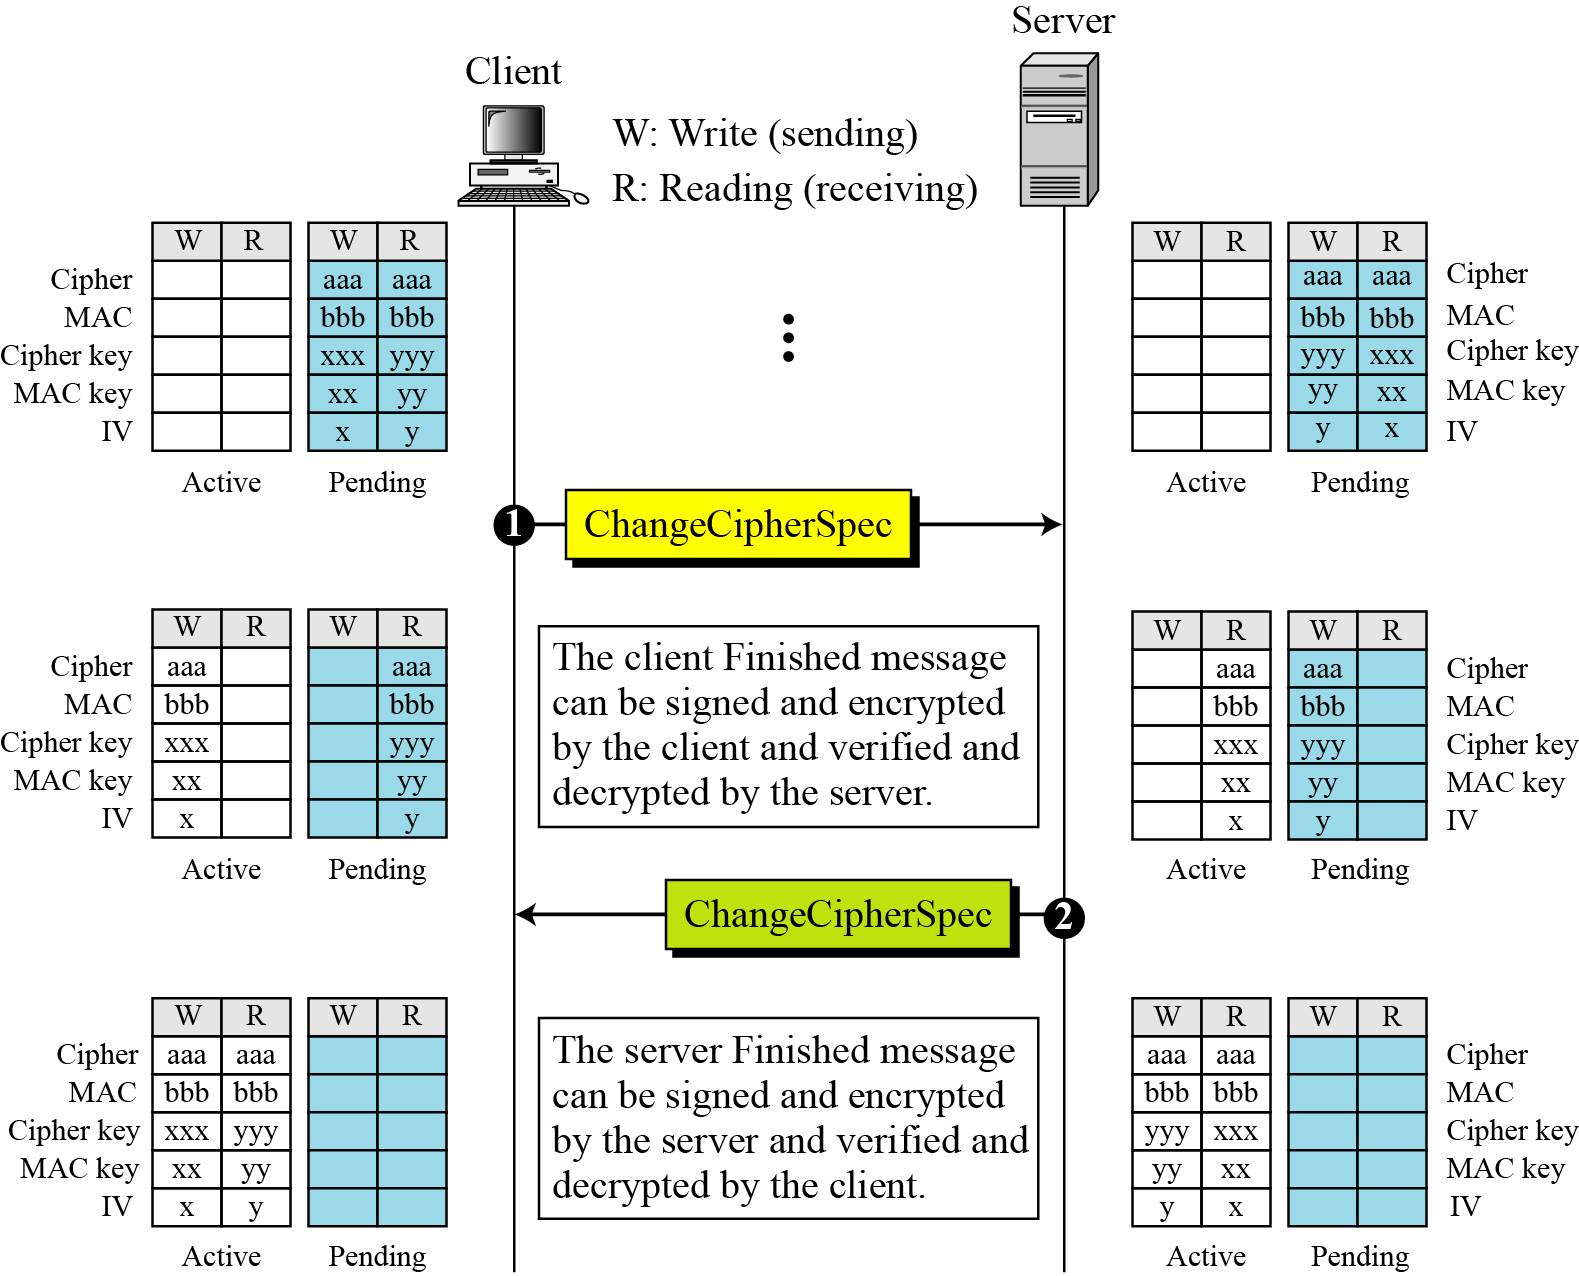 Server
Client
W: Write (sending)
R: Reading (receiving)
W R W R
Cipher aaa aaa
MAC bbb bbb
Cipher key xxx yyy
MAC key xx yy
IV x y
Active Pending
W R W R
aaa aaa Cipher
bbb bbb MAC
yyy xxx Cipher key
yy xx MAC key
y x IV
Active Pending
1 ChangeCipherSpec
W R W R
Cipher aaa aaa
MAC bbb bbb
Cipher key xxx yyy
MAC key xx yy
IV x y
Active Pending
The client Finished message
can be signed and encrypted
by the client and verified and
decrypted by the server.
W R W R
aaa aaa Cipher
bbb bbb MAC
xxx yyy Cipher key
xx yy MAC key
x y IV
Active Pending
ChangeCipherSpec 2
W R W R
Cipher aaa aaa
MAC bbb bbb
Cipher key xxx yyy
MAC key xx yy
IV x y
Active Pending
The server Finished message
can be signed and encrypted
by the server and verified and
decrypted by the client.
W R W R
aaa aaa Cipher
bbb bbb MAC
yyy xxx Cipher key
yy xx MAC key
y x IV
Active Pending